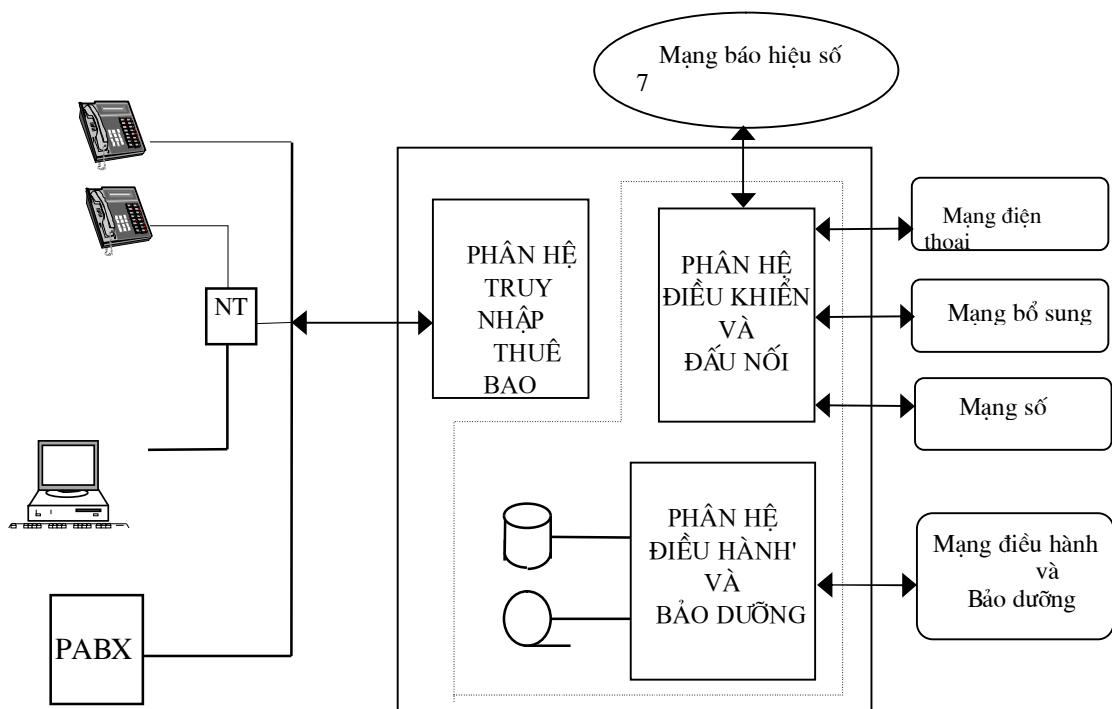 Mạng báo hiệu số
7
NT
PABX
PHÂN HỆ
TRUY
NHẬP
THUÊ
BAO
PHÂN HỆ
ĐIỀU KHIỂN
VÀ
ĐẤU NỐI
PHÂN HỆ
ĐIỀU HÀNH'
VÀ
BẢO DƯỠNG
Mạng điện
thoai
Mạng bổ sung
Mạng số
Mạng điều hành
và
Bảo dưỡng